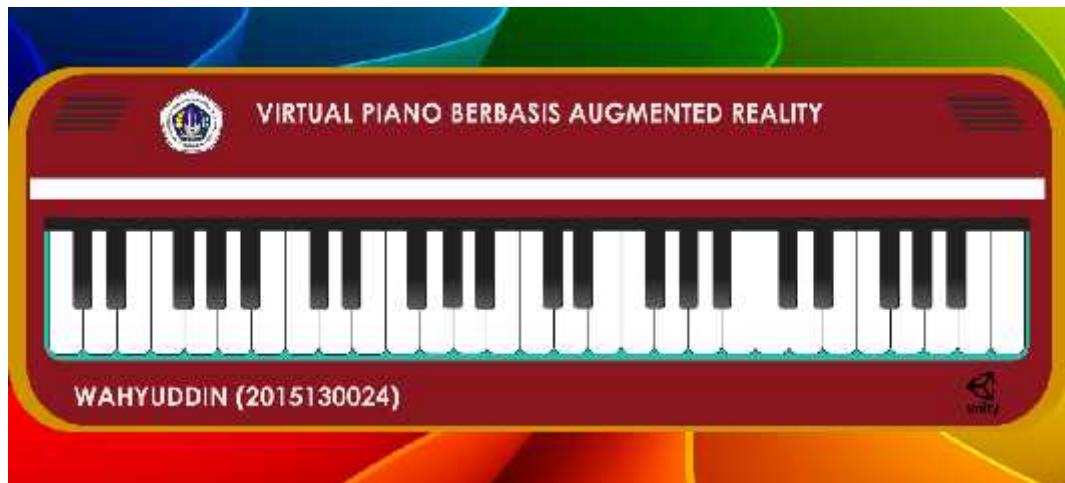 VIRTUAL PIANO BERBASIS AUGMENTED REALITY
WAHYUDDIN (2015130024)
unity